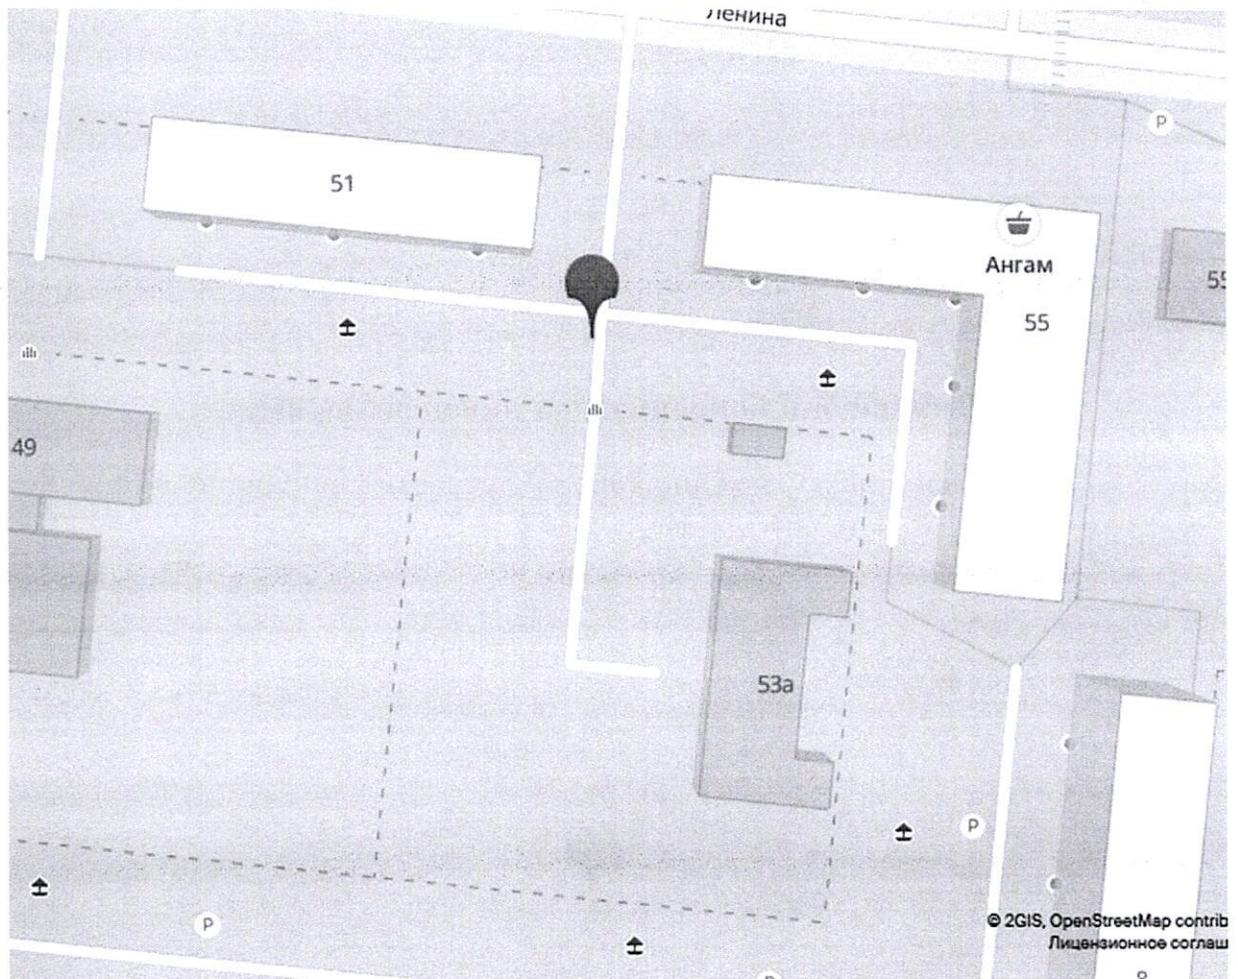 Ленина
P
51
Ангам
55
55
49
53а
P
P
© 2GIS, OpenStreetMap contrib
Лицензионное соглаш